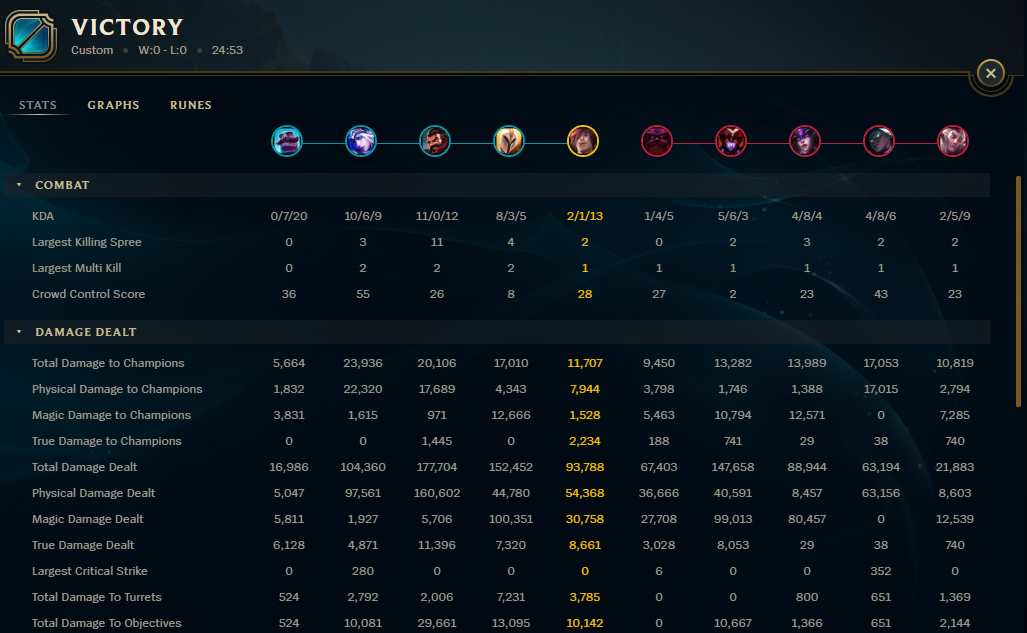 VICTORY
Custom • W:0 - L:0 • 24:53
STATS GRAPHS RUNES
COMBAT
KDA 0/7/20 10/6/9 11/0/12 8/3/5 2/1/13 1/4/5 5/6/3 4/8/4 4/8/6 2/5/9
Largest Killing Spree 0 3 11 4 2 0 2 3 2 2
Largest Multi Kill 0 2 2 2 1 1 1 1 1 1
Crowd Control Score 36 55 26 8 28 27 2 23 43 23
DAMAGE DEALT
Total Damage to Champions 5,664 23,936 20,106 17,010 11,707 9,450 13,282 13,989 17,053 10,819
Physical Damage to Champions 1,832 22,320 17,689 4,343 7,944 3,798 1,746 1,388 17,015 2,794
Magic Damage to Champions 3,831 1,615 971 12,666 1,528 5,463 10,794 12,571 0 7,285
True Damage to Champions 0 0 1,445 0 2,234 188 741 29 38 740
Total Damage Dealt 16,986 104,360 177,704 152,452 93,788 67,403 147,658 88,944 63,194 21,883
Physical Damage Dealt 5,047 97,561 160,602 44,780 54,368 36,666 40,591 8,457 63,156 8,603
Magic Damage Dealt 5,811 1,927 5,706 100,351 30,758 27,708 99,013 80,457 0 12,539
True Damage Dealt 6,128 4,871 11,396 7,320 8,661 3,028 8,053 29 38 740
Largest Critical Strike 0 280 0 0 0 6 0 0 352 0
Total Damage To Turrets 524 2,792 2,006 7,231 3,785 0 0 800 651 1,369
Total Damage To Objectives 524 10,081 29,661 13,095 10,142 0 10,667 1,366 651 2,144